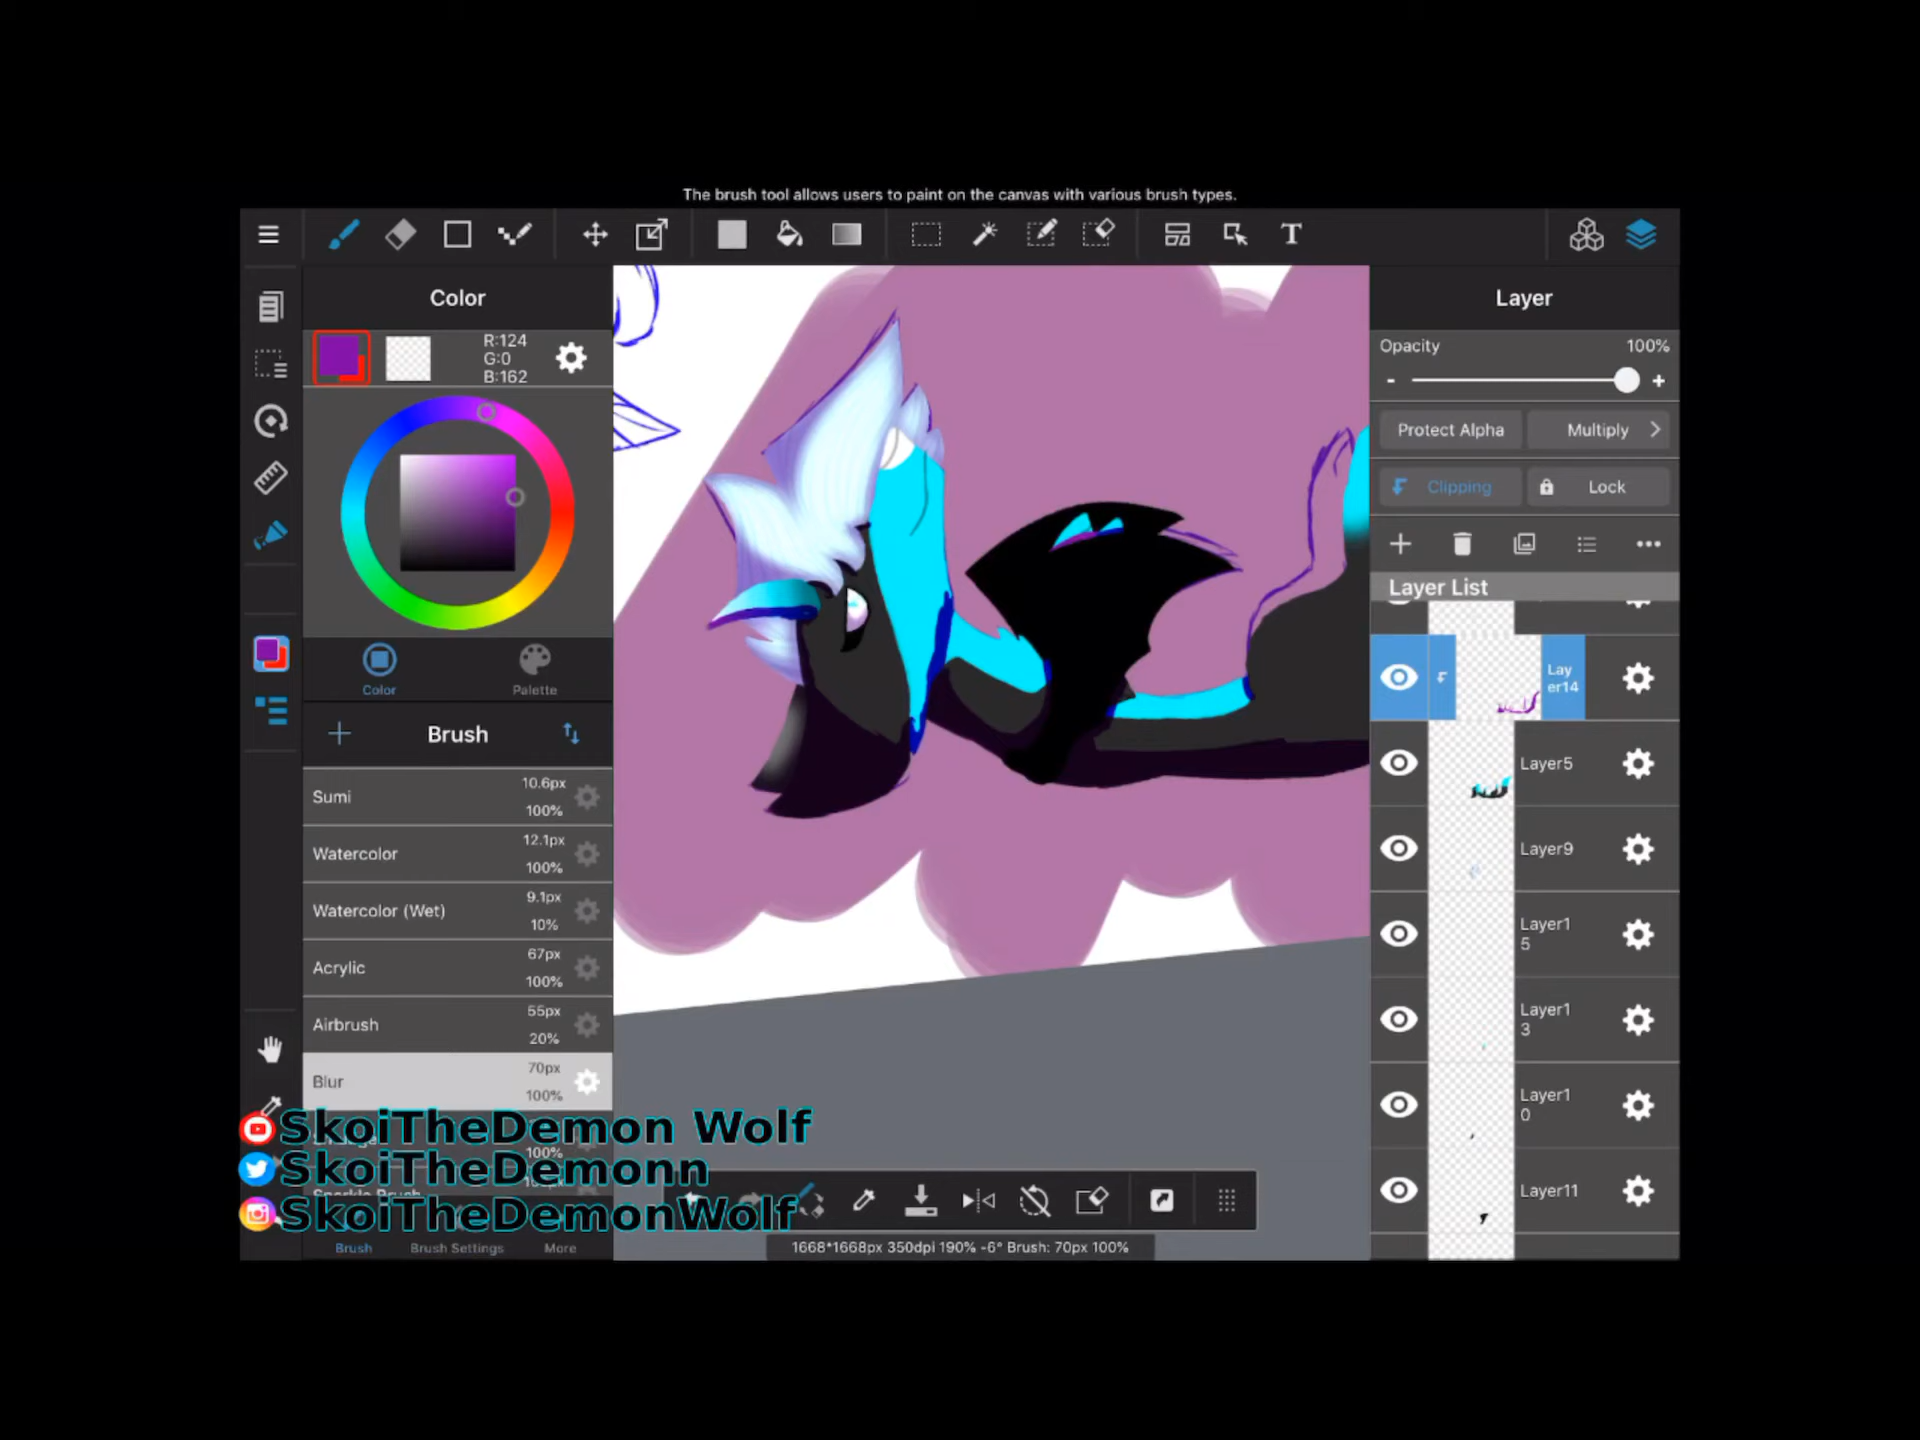 The brush tool allows users to paint on the canvas with various brush types.
T
Color
R:124
G:0
B:162
Color
Palette
Brush
Sumi
10.6px
100%
Watercolor
12.1px
100%
Watercolor (Wet)
9.1px
10%
Acrylic
67px
100%
Airbrush
55px
20%
Blur
70px
100%
100%
SkoiTheDemon Wolf
SkoiTheDemonn
SkoiTheDemonWolf
Brush
Brush Settings
More
1668*1668px 350dpi 190% -6° Brush: 70px 100%
Layer
Opacity
100%
- +
Protect Alpha
Multiply
Clipping
Lock
Layer List
Lay
er14
Layer5
Layer9
Layer1
5
Layer1
3
Layer1
0
Layer11